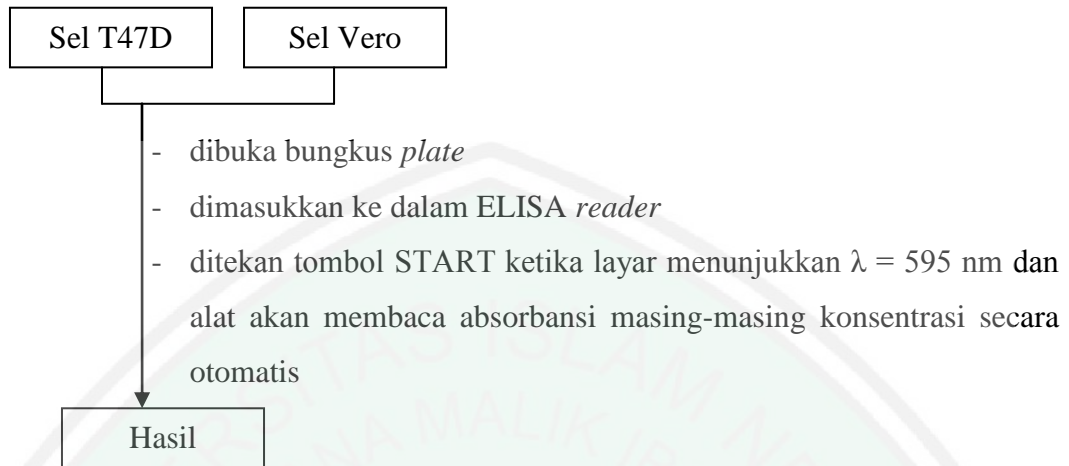 Sel T47D Sel Vero
- dibuka bungkus plate
- dimasukkan ke dalam ELISA reader
- ditekan tombol START ketika layar menunjukkan λ = 595 nm dan
alat akan membaca absorbansi masing-masing konsentrasi secara
otomatis
Hasil